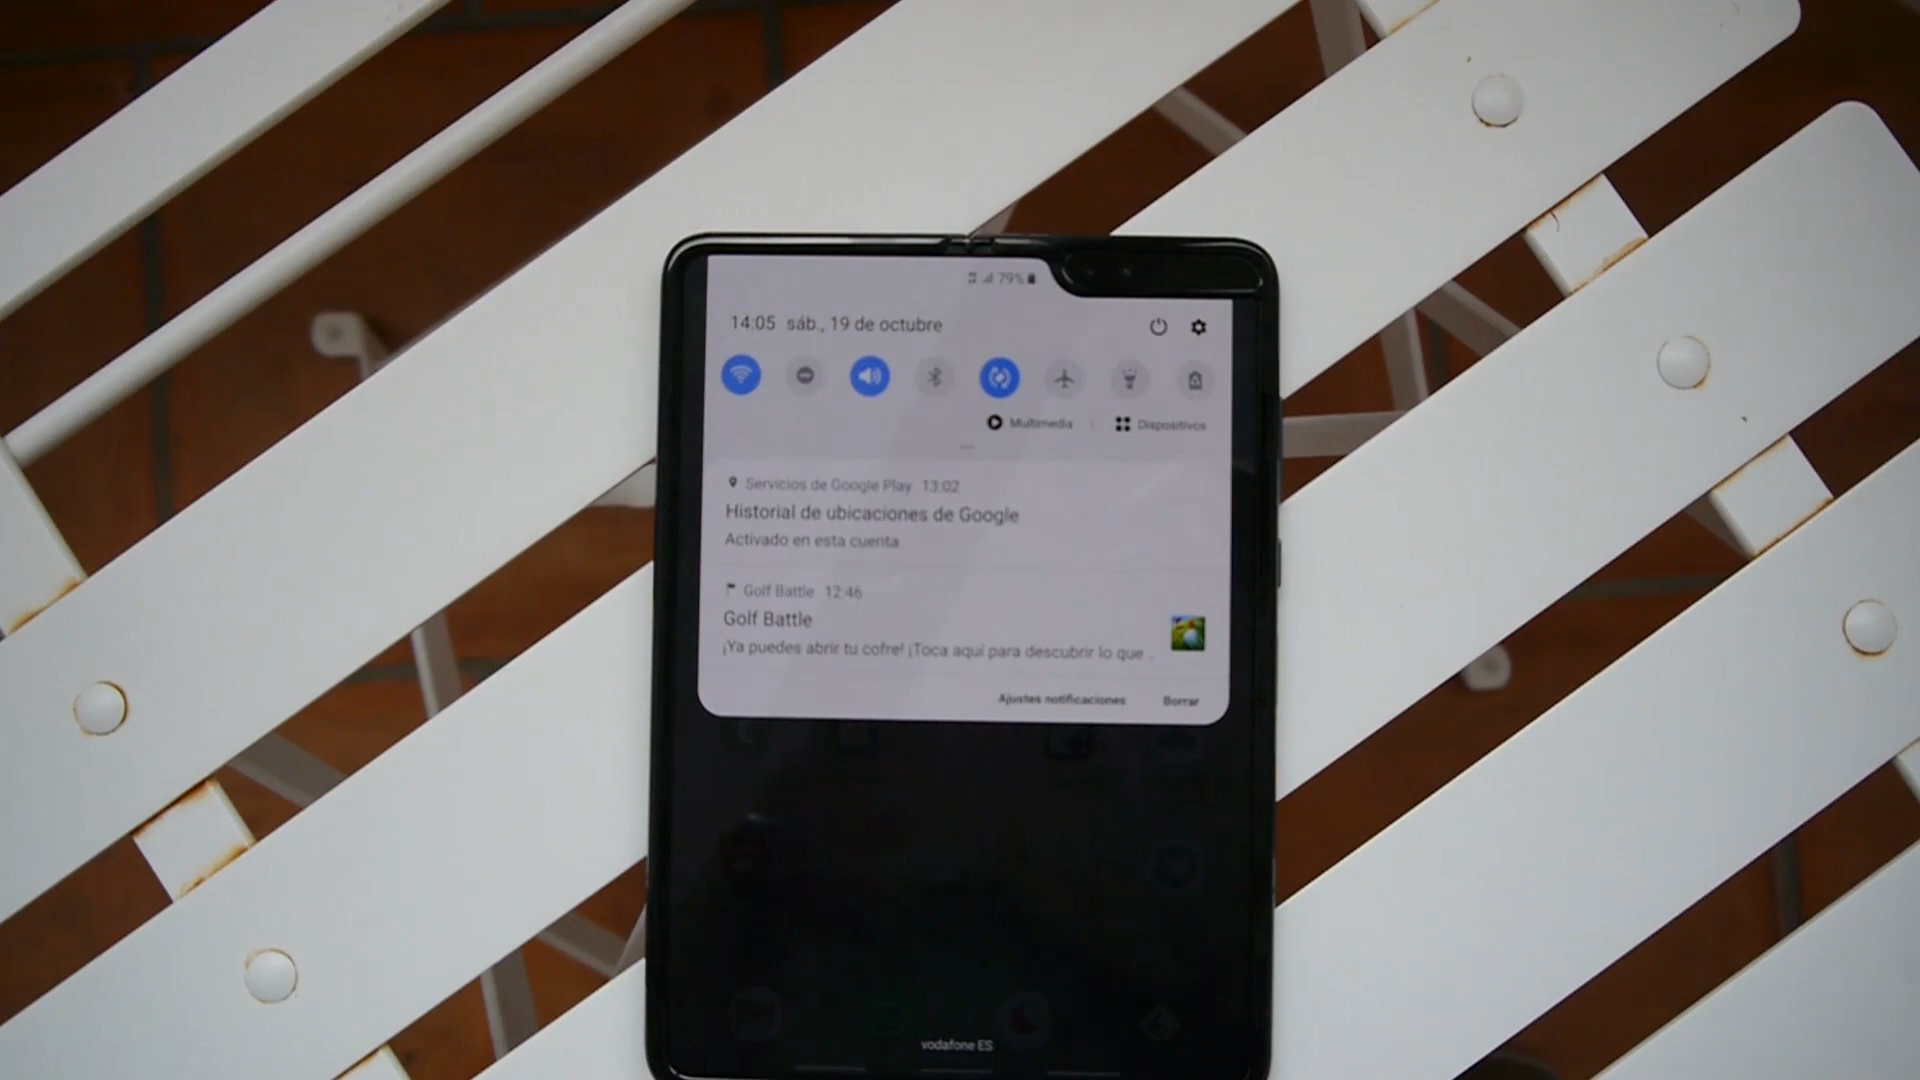 79%
14:05 sáb., 19 de octubre
Multimedia
Diapositivos
Servicios de Google Play 13:02
Historial de ubicaciones de Google
Activado en esta cuenta
Golf Battle 12:46
Golf Battle
¡Ya puedes abrir tu cofre! ¡Toca aquí para descubrir lo que .
Ajustes notificaciones Borrar
vodafone ES